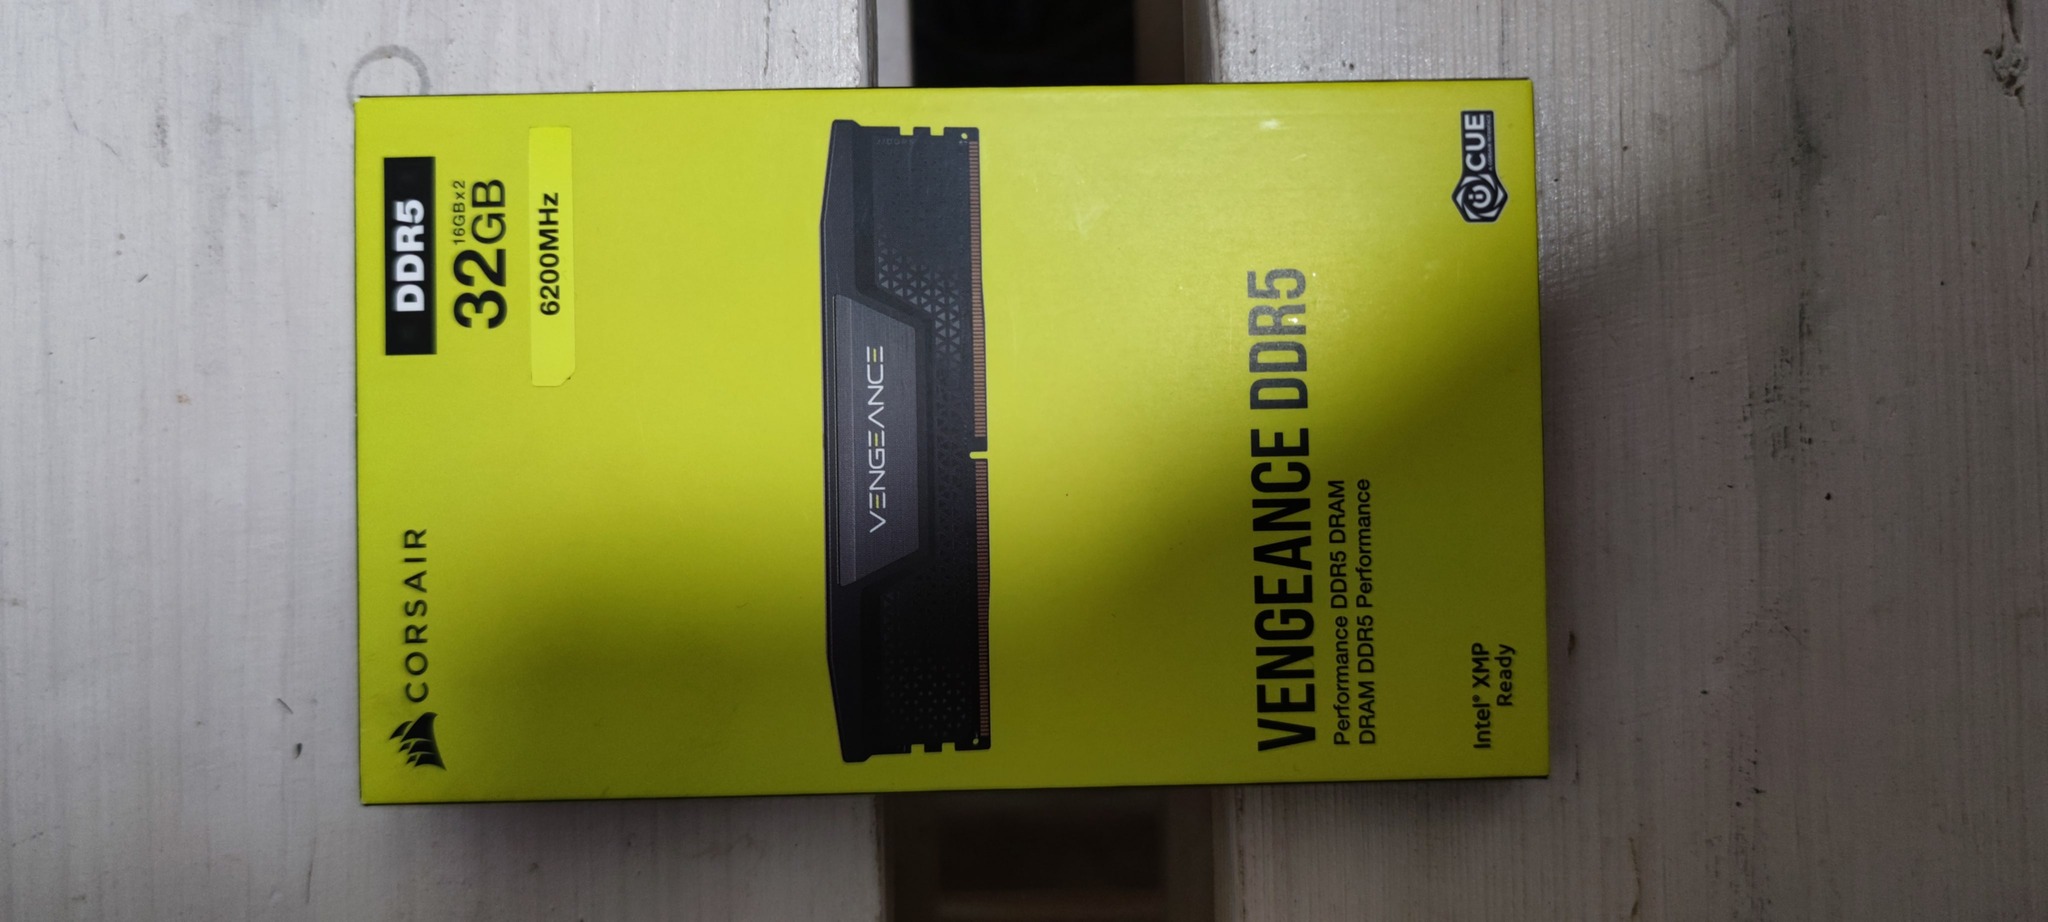 CORSAIR
DDR5
16GBx2
32GB
6200MHz
VENGEANCE
VENGEANCE DDR5
Performance DDR5 DRAM
DRAM DDR5 Performance
Intel® XMP
Ready
iCUE